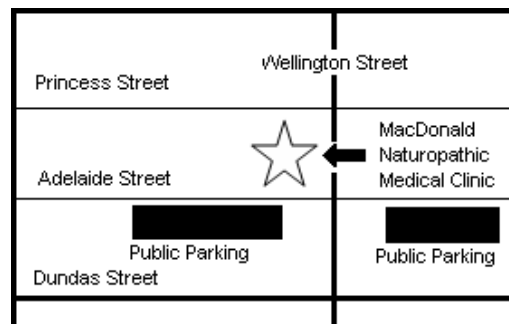 Wellington Street
Princess Street
MacDonald
Naturopathic
Medical Clinic
Adelaide Street
Public Parking
Public Parking
Dundas Street